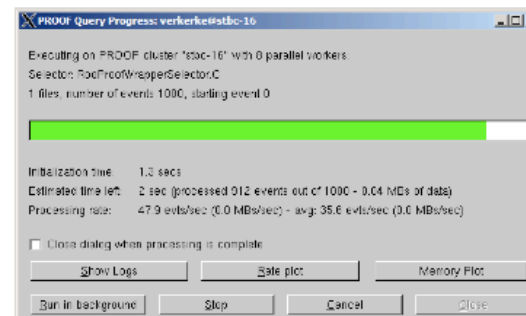 PROOF Query Progress: verkerke@stbc-16
Executing on PROOF cluster "stbc-16" with 8 parallel workers:
Selector: RooProofWrapperSelector.C
1 files, number of events 1000, starting event 0
Initialization time: 1.3 secs
Estimated time left: 2 sec (processed 912 events out of 1000 - 0.04 MBs of data)
Processing rate: 47.9 evts/sec (0.0 MBs/sec) - avg: 35.6 evts/sec (0.0 MBs/sec)
Close dialog when processing is complete
Show Logs Rate plot Memory Plot
Run in background Stop Cancel Close